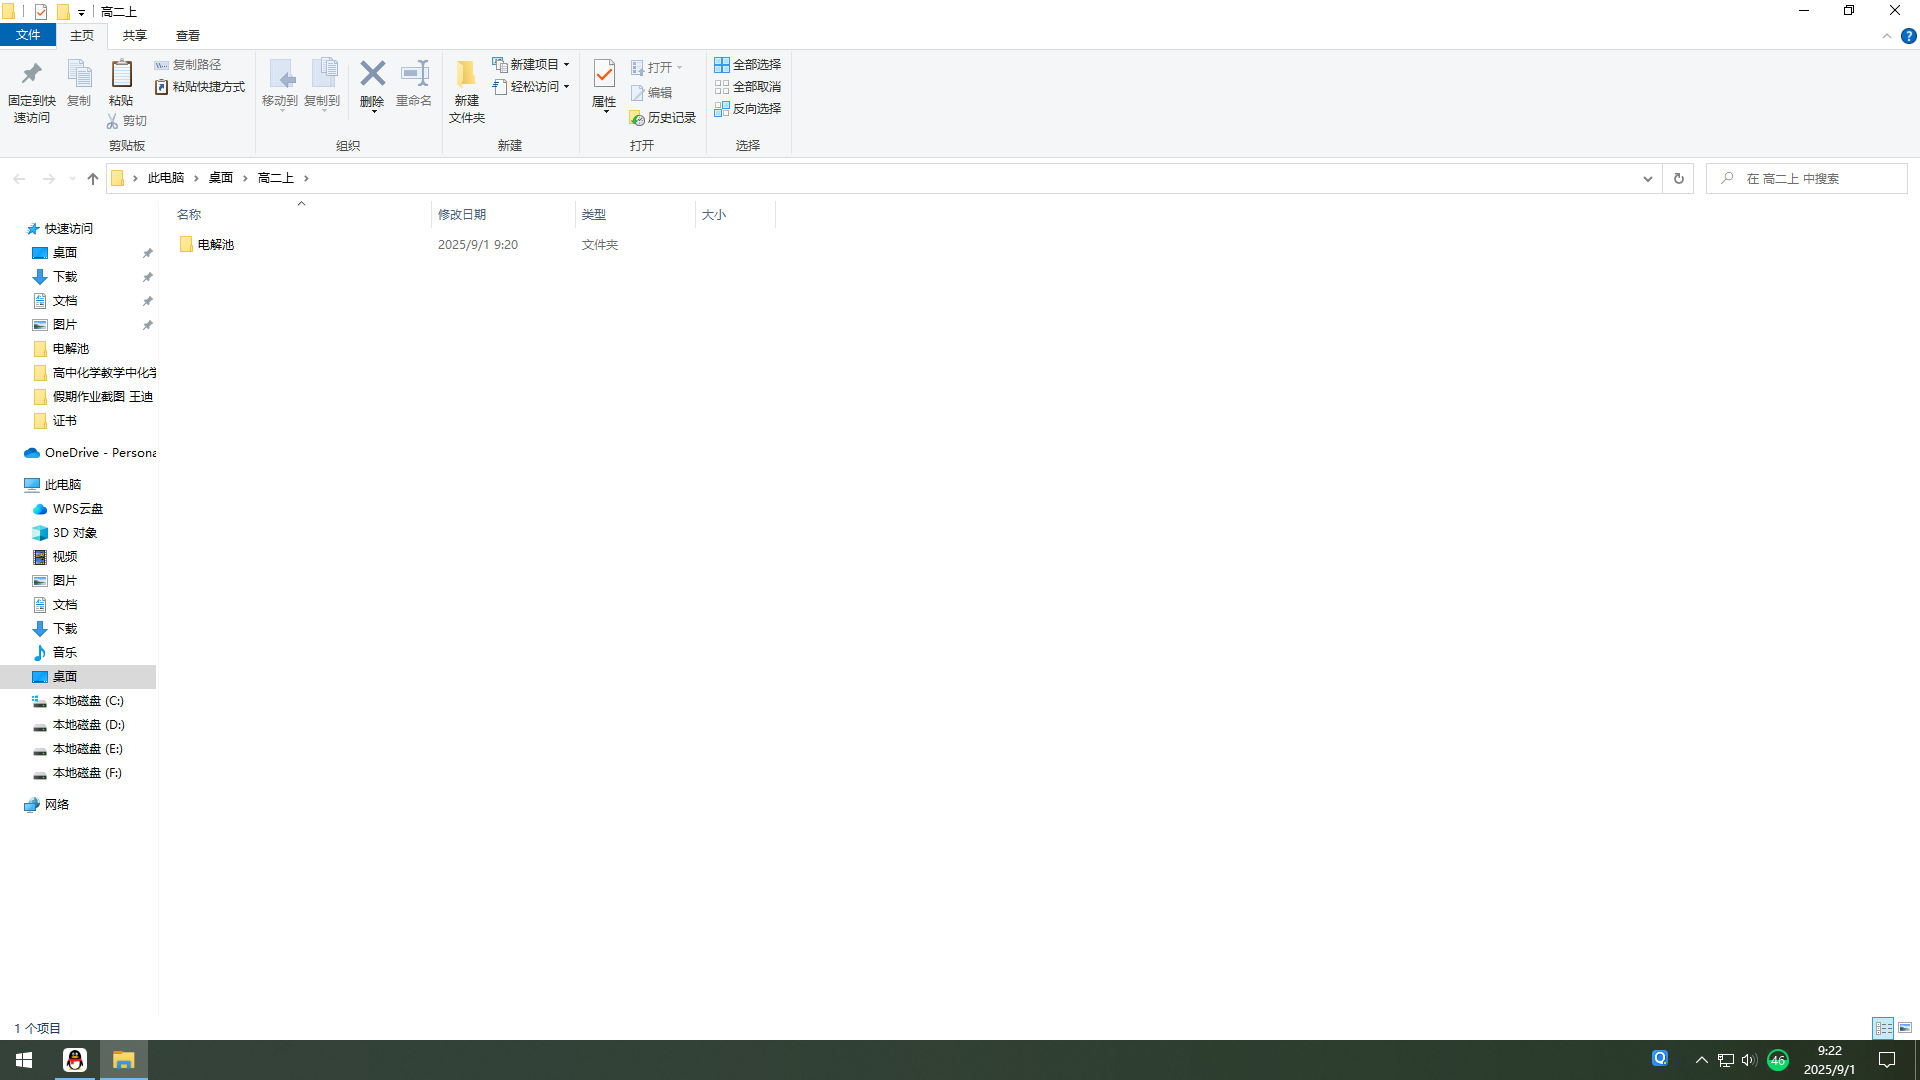 高二上
文件 主页 共享 查看
固定到快速访问
复制
粘贴
复制路径
粘贴快捷方式
剪切
剪贴板
移动到
复制到
删除
重命名
组织
新建文件夹
新建项目
轻松访问
新建
属性
打开
编辑
历史记录
打开
全部选择
全部取消
反向选择
选择
此电脑 桌面 高二上
在 高二上 中搜索
名称 修改日期 类型 大小
电解池 2025/9/1 9:20 文件夹
快速访问
桌面
下载
文档
图片
电解池
高中化学教学中化学
假期作业截图 王迪
证书
OneDrive - Persona
此电脑
WPS云盘
3D 对象
视频
图片
文档
下载
音乐
桌面
本地磁盘 (C:)
本地磁盘 (D:)
本地磁盘 (E:)
本地磁盘 (F:)
网络
1 个项目
46
9:22
2025/9/1